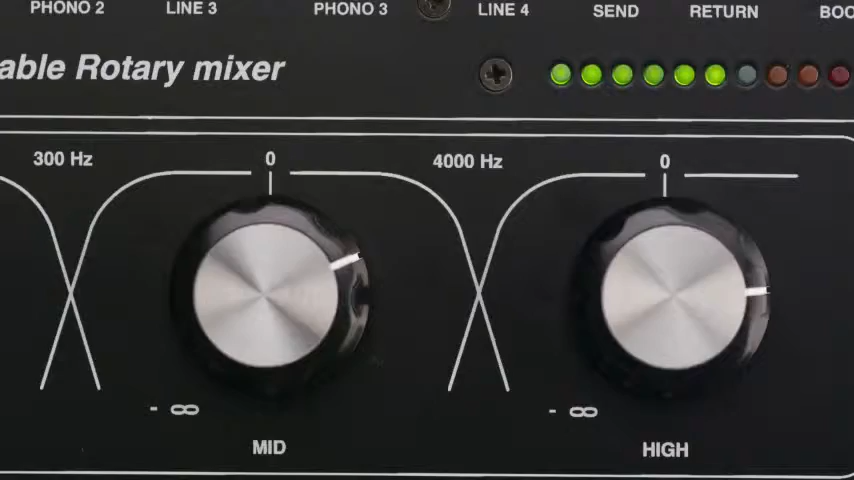 PHONO 2 LINE 3 PHONO 3 LINE 4 SEND RETURN BOO
able Rotary mixer
300 Hz 0 4000 Hz 0
- ∞ - ∞
MID HIGH